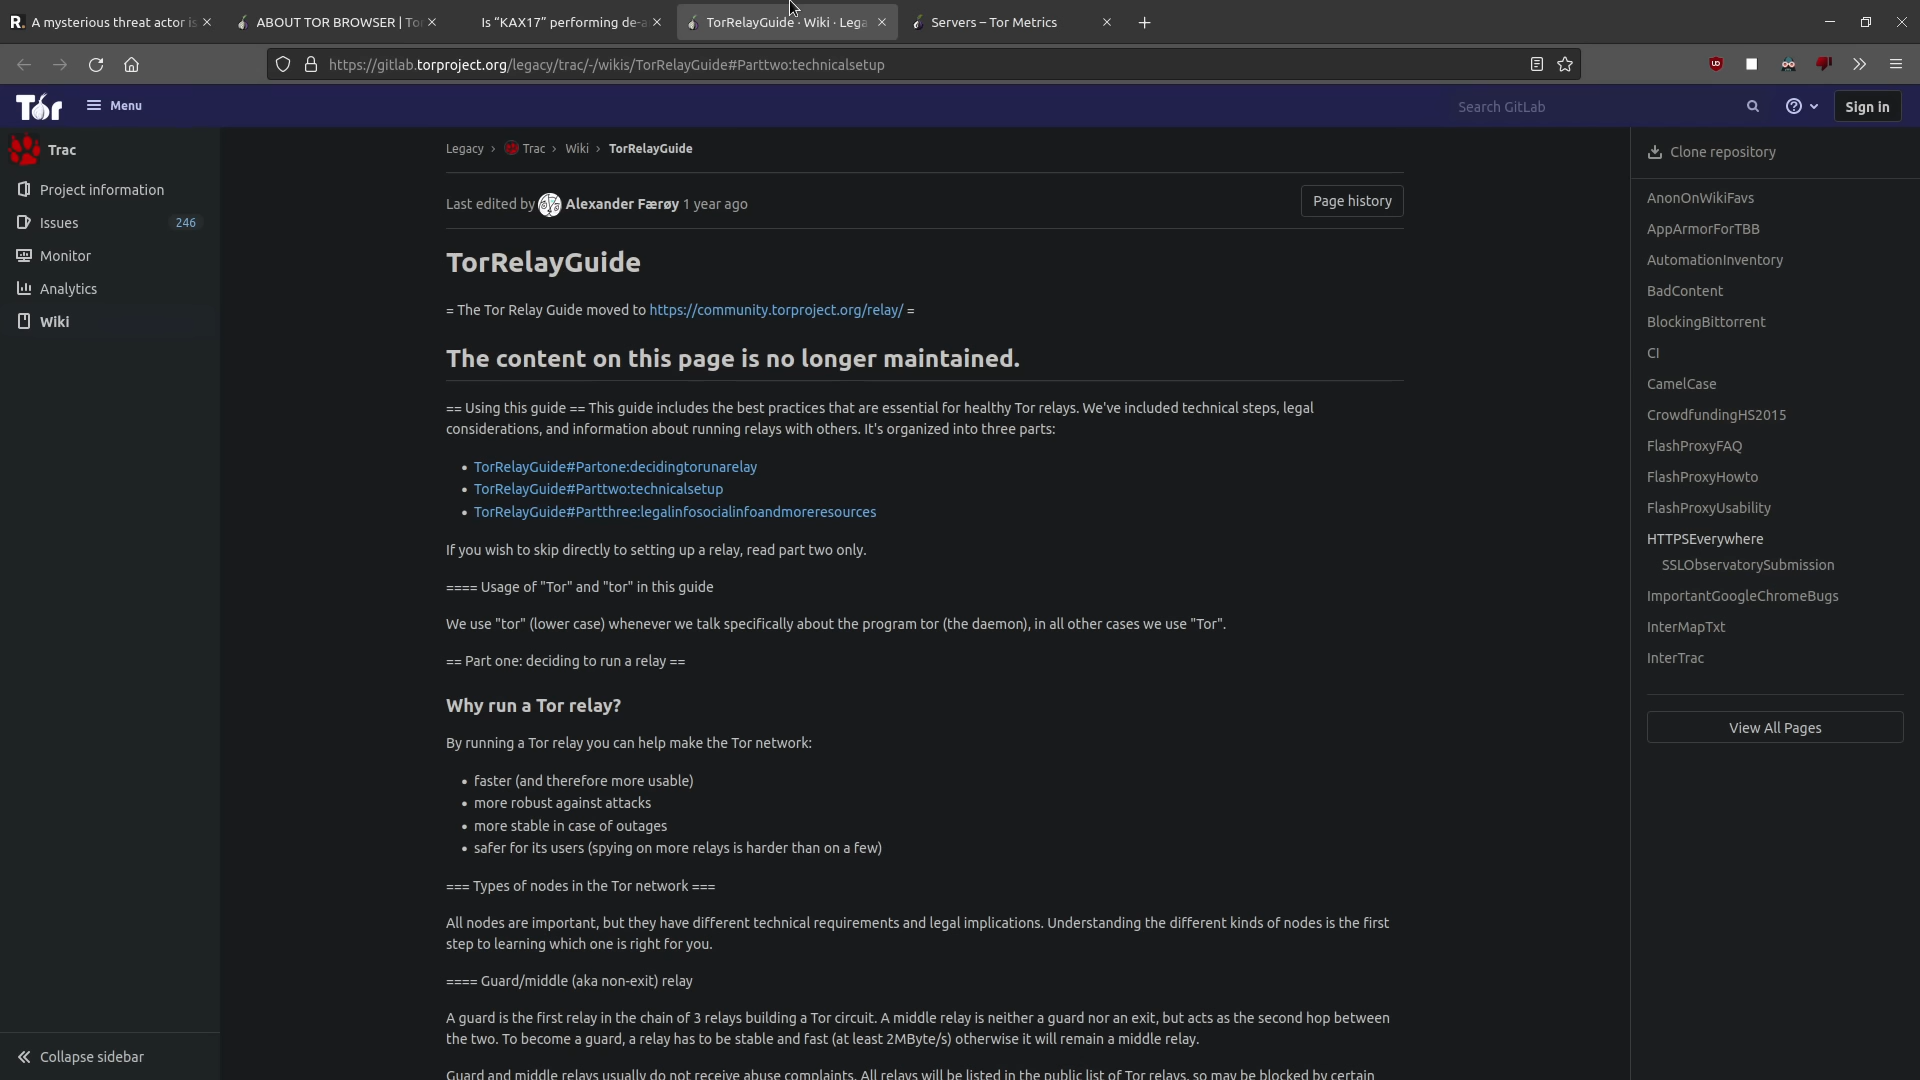 A mysterious threat actor is
ABOUT TOR BROWSER | To
Is “KAX17” performing de-a
TorRelayGuide · Wiki · Lega
Servers – Tor Metrics
https://gitlab.torproject.org/legacy/trac/-/wikis/TorRelayGuide#Parttwo:technicalsetup
Tor
Menu
Search GitLab
Sign in
Trac
Project information
Issues 246
Monitor
Analytics
Wiki
Collapse sidebar
Legacy › Trac › Wiki › TorRelayGuide
Last edited by Alexander Færøy 1 year ago
Page history
TorRelayGuide
= The Tor Relay Guide moved to https://community.torproject.org/relay/ =
The content on this page is no longer maintained.
== Using this guide == This guide includes the best practices that are essential for healthy Tor relays. We've included technical steps, legal
considerations, and information about running relays with others. It's organized into three parts:
• TorRelayGuide#Partone:decidingtorunarelay
• TorRelayGuide#Parttwo:technicalsetup
• TorRelayGuide#Partthree:legalinfosocialinfoandmoreresources
If you wish to skip directly to setting up a relay, read part two only.
==== Usage of "Tor" and "tor" in this guide
We use "tor" (lower case) whenever we talk specifically about the program tor (the daemon), in all other cases we use "Tor".
== Part one: deciding to run a relay ==
Why run a Tor relay?
By running a Tor relay you can help make the Tor network:
• faster (and therefore more usable)
• more robust against attacks
• more stable in case of outages
• safer for its users (spying on more relays is harder than on a few)
=== Types of nodes in the Tor network ===
All nodes are important, but they have different technical requirements and legal implications. Understanding the different kinds of nodes is the first
step to learning which one is right for you.
==== Guard/middle (aka non-exit) relay
A guard is the first relay in the chain of 3 relays building a Tor circuit. A middle relay is neither a guard nor an exit, but acts as the second hop between
the two. To become a guard, a relay has to be stable and fast (at least 2MByte/s) otherwise it will remain a middle relay.
Guard and middle relays usually do not receive abuse complaints. All relays will be listed in the public list of Tor relays, so may be blocked by certain
Clone repository
AnonOnWikiFavs
AppArmorForTBB
AutomationInventory
BadContent
BlockingBittorrent
CI
CamelCase
CrowdfundingHS2015
FlashProxyFAQ
FlashProxyHowto
FlashProxyUsability
HTTPSEverywhere
SSLObservatorySubmission
ImportantGoogleChromeBugs
InterMapTxt
InterTrac
View All Pages